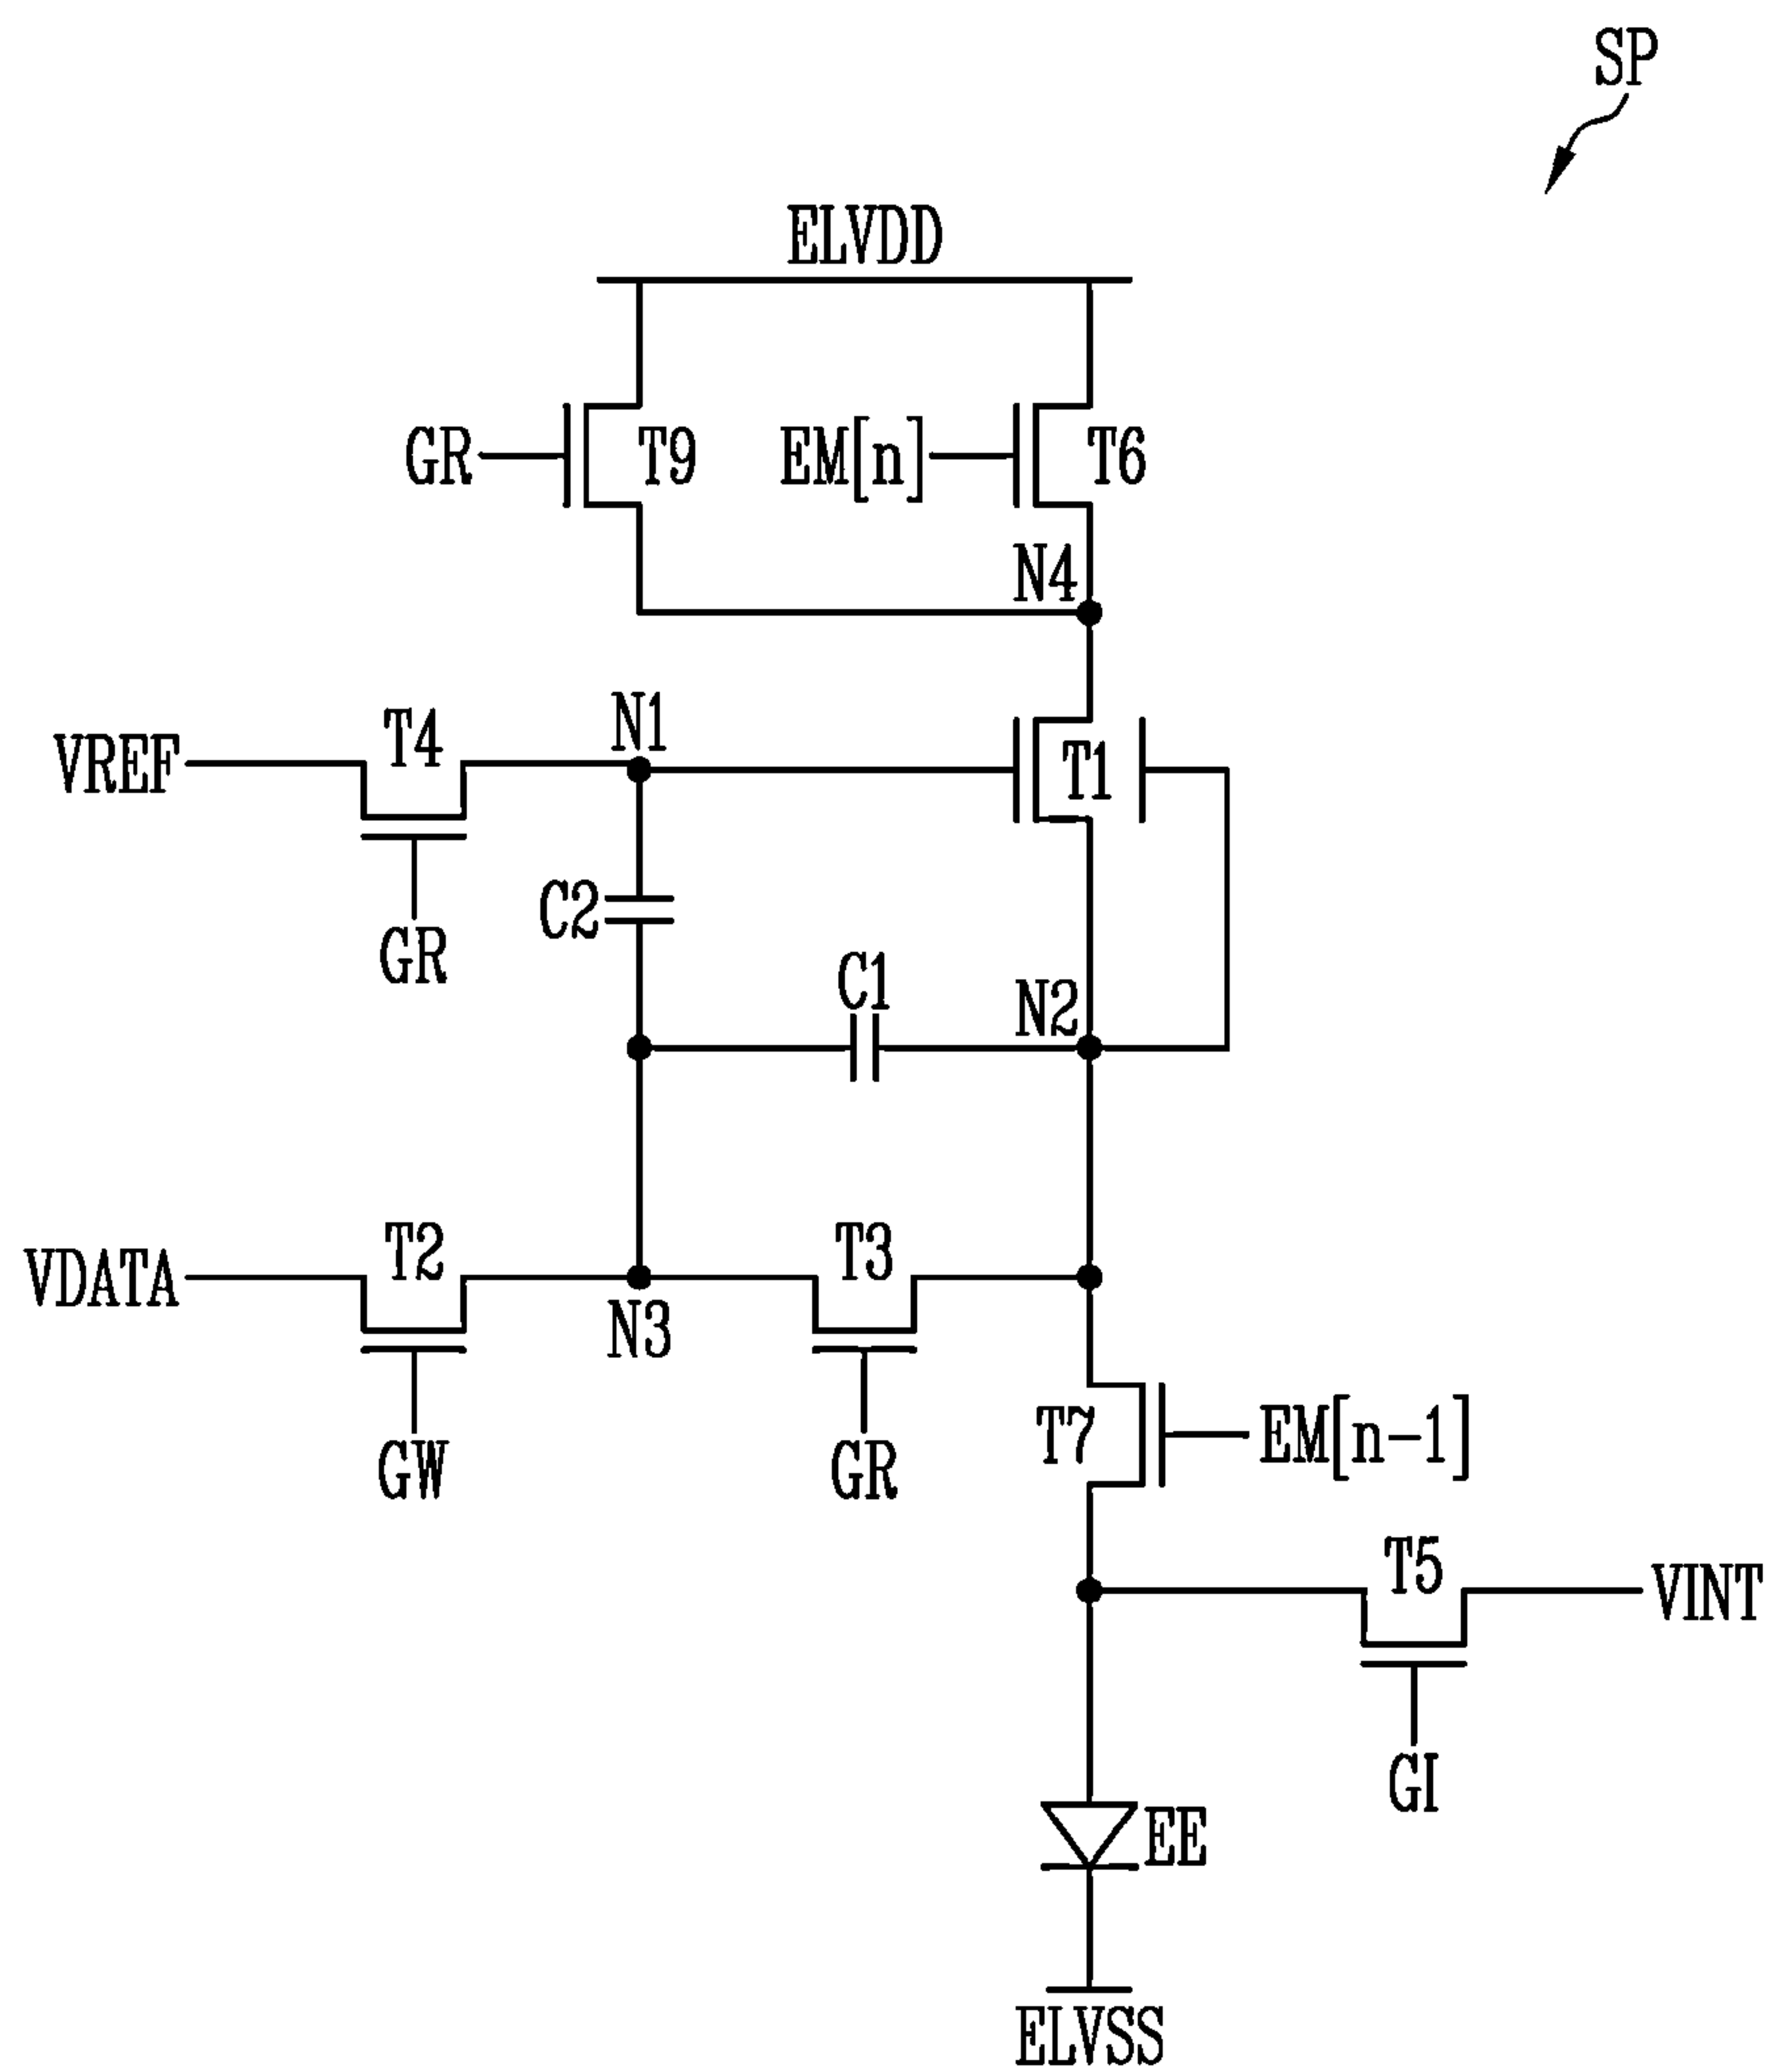 SP
ELVDD
GR
T9
EM[n]
T6
N4
VREF
T4
N1
T1
GR
C2
C1
N2
VDATA
T2
N3
T3
GW
GR
T7
EM[n-1]
T5
VINT
GI
EE
ELVSS